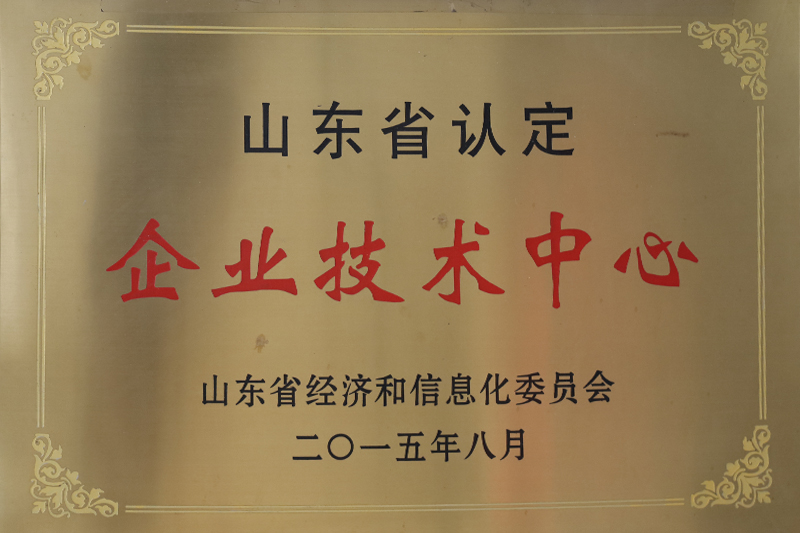 山东省认定
企业技术中心
山东省经济和信息化委员会
二〇一五年八月